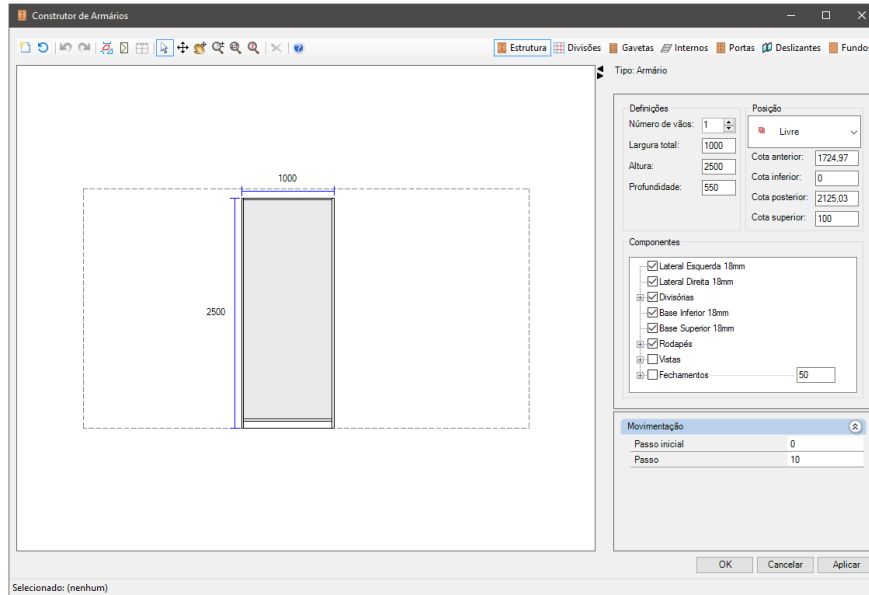 Construtor de Armários
Estrutura Divisões Gavetas Internos Portas Deslizantes Fundos
Tipo: Armário
Definições
Número de vãos: 1
Largura total: 1000
Altura: 2500
Profundidade: 550
Posição
Livre
Cota anterior: 1724,97
Cota inferior: 0
Cota posterior: 2125,03
Cota superior: 100
1000
2500
Componentes
Lateral Esquerda 18mm
Lateral Direita 18mm
Divisórias
Base Inferior 18mm
Base Superior 18mm
Rodapés
Vistas
Fechamentos 50
Movimentação
Passo inicial 0
Passo 10
OK Cancelar Aplicar
Selecionado: (nenhum)